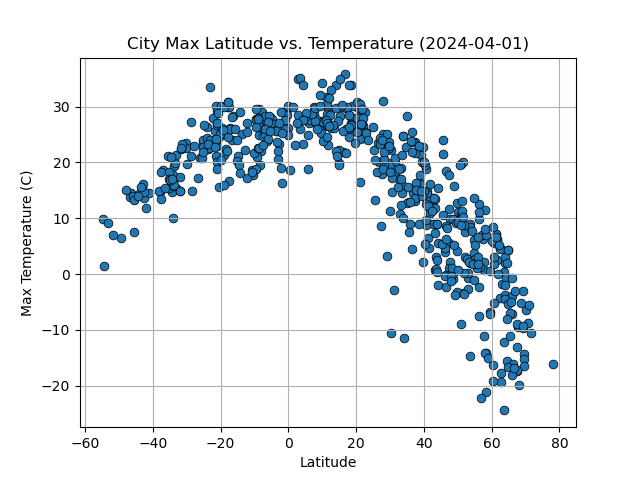 City Max Latitude vs. Temperature (2024-04-01)
Max Temperature (C)
30
20
10
0
−10
−20
−60 −40 −20 0 20 40 60 80
Latitude